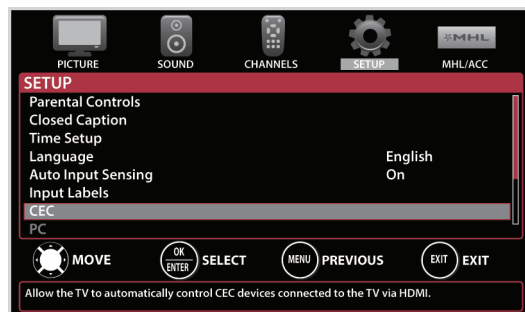 PICTURE SOUND CHANNELS SETUP MHL/ACC
MHL
SETUP
Parental Controls
Closed Caption
Time Setup
Language English
Auto Input Sensing On
Input Labels
CEC
PC
MOVE OK ENTER SELECT MENU PREVIOUS EXIT EXIT
Allow the TV to automatically control CEC devices connected to the TV via HDMI.